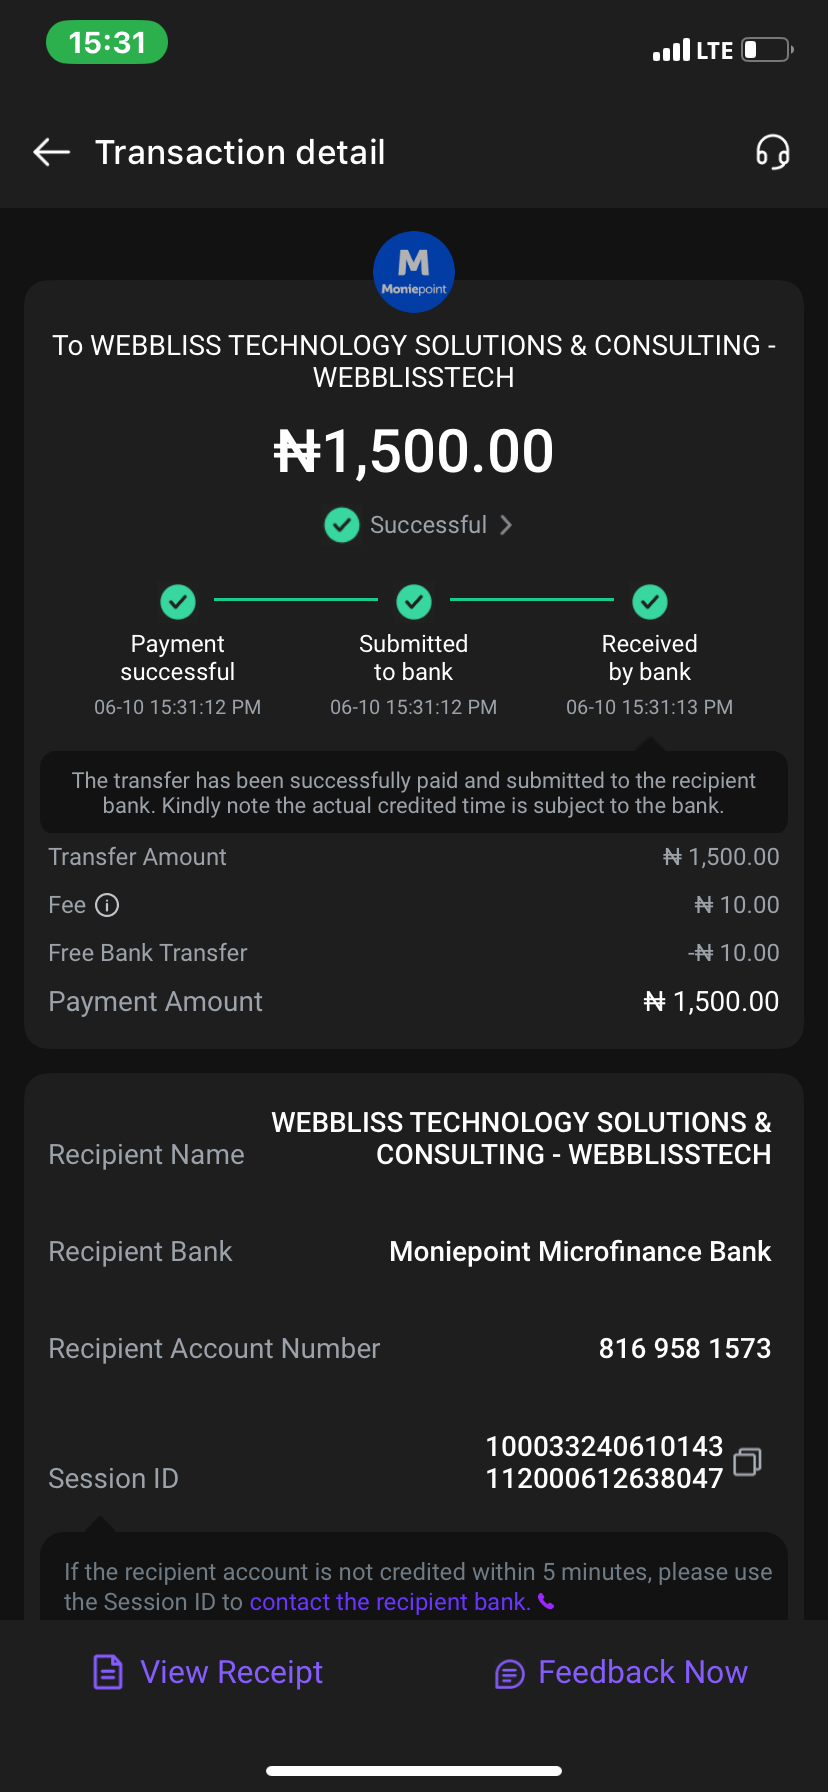 15:31
LTE
Transaction detail
M
Moniepoint
To WEBBLISS TECHNOLOGY SOLUTIONS & CONSULTING -
WEBBLISSTECH
₦1,500.00
Successful
Payment
successful
06-10 15:31:12 PM
Submitted
to bank
06-10 15:31:12 PM
Received
by bank
06-10 15:31:13 PM
The transfer has been successfully paid and submitted to the recipient
bank. Kindly note the actual credited time is subject to the bank.
Transfer Amount ₦ 1,500.00
Fee ₦ 10.00
Free Bank Transfer -₦ 10.00
Payment Amount ₦ 1,500.00
Recipient Name WEBBLISS TECHNOLOGY SOLUTIONS &
CONSULTING - WEBBLISSTECH
Recipient Bank Moniepoint Microfinance Bank
Recipient Account Number 816 958 1573
Session ID 100033240610143
112000612638047
If the recipient account is not credited within 5 minutes, please use
the Session ID to contact the recipient bank.
View Receipt
Feedback Now